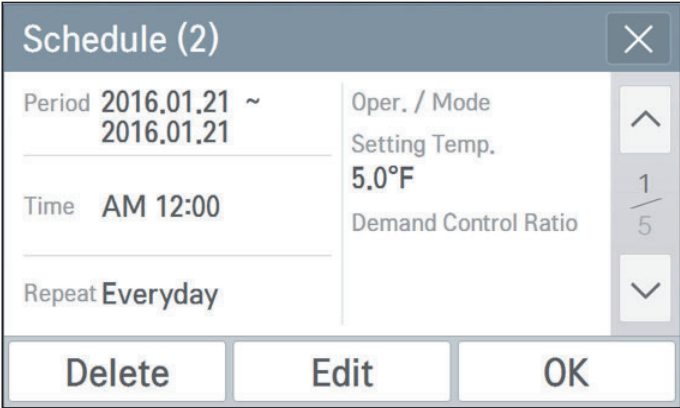 Schedule (2)
Period 2016.01.21 ~
2016.01.21
Time AM 12:00
Repeat Everyday
Oper. / Mode
Setting Temp.
5.0°F
Demand Control Ratio
1
5
Delete Edit OK